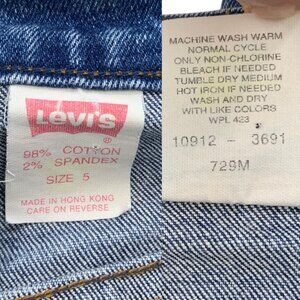 Levi's
®
98% COTTON
2% SPANDEX
SIZE 5
MADE IN HONG KONG
CARE ON REVERSE
MACHINE WASH WARM
NORMAL CYCLE
ONLY NON-CHLORINE
BLEACH IF NEEDED
TUMBLE DRY MEDIUM
HOT IRON IF NEEDED
WASH AND DRY
WITH LIKE COLORS
WPL 423
10912 - 3691
729M